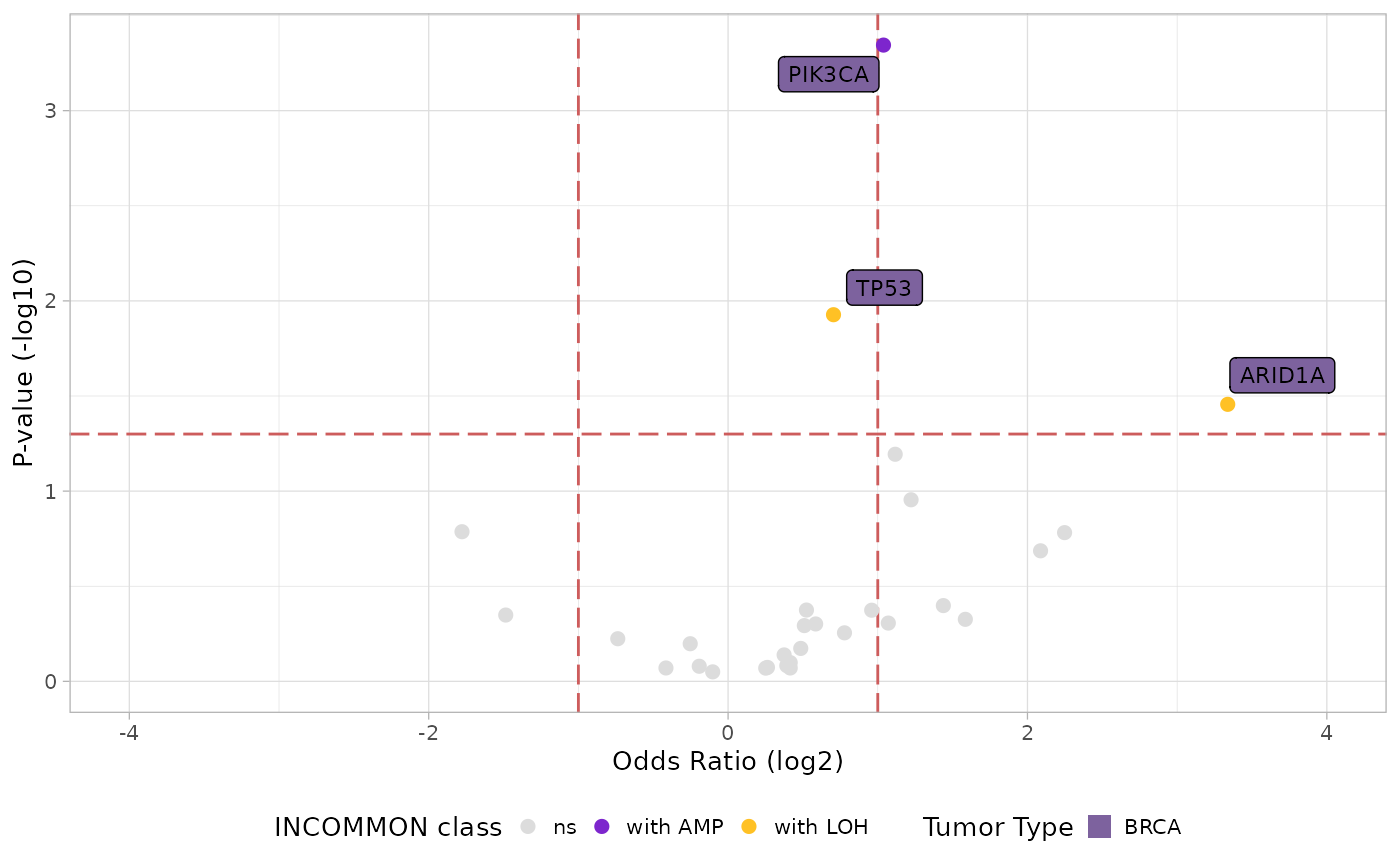 PIK3CA
3
TP53
2
ARID1A
1
0
P-value (-log10)
-4 -2 0 2 4
Odds Ratio (log2)
INCOMMON class ns with AMP with LOH Tumor Type BRCA